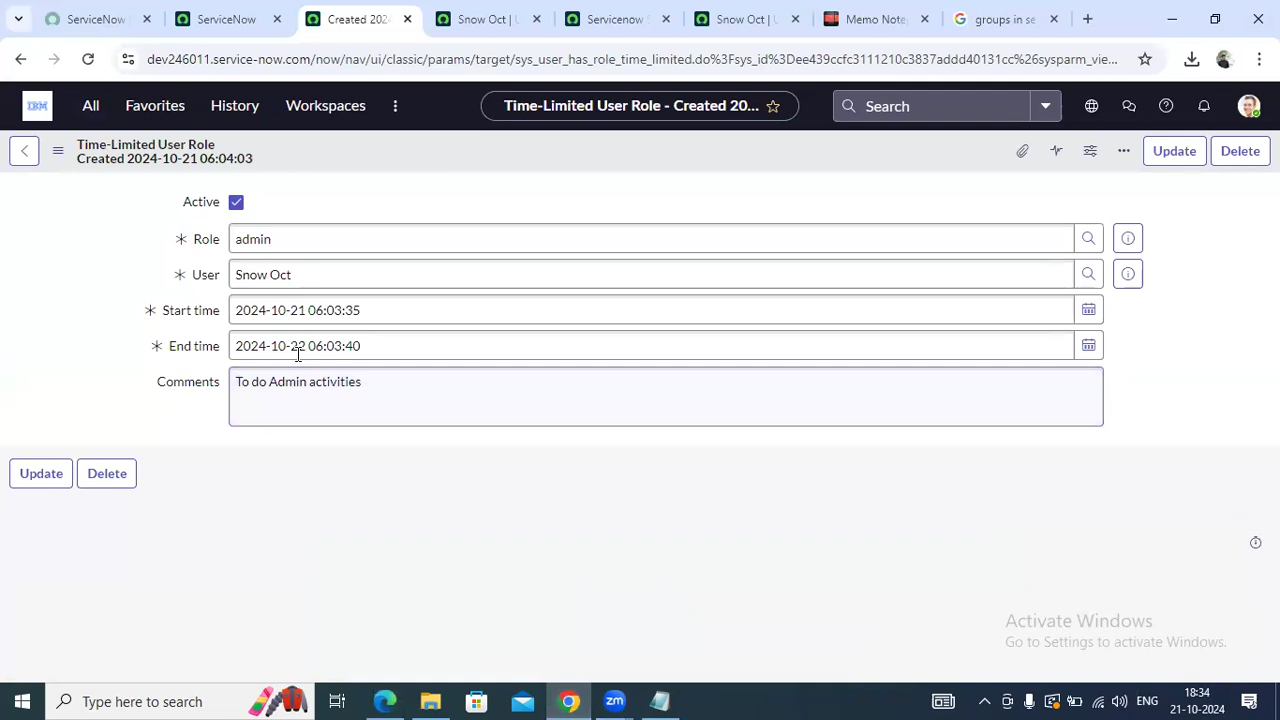 ServiceNow
ServiceNow
Created 202
Snow Oct | U
Servicenow S
Snow Oct | U
Memo Note
groups in se
dev246011.service-now.com/now/nav/ui/classic/params/target/sys_user_has_role_time_limited.do%3Fsys_id%3Dee439ccfc3111210c3837addd40131cc%26sysparm_vie...
IBM
All
Favorites
History
Workspaces
Time-Limited User Role - Created 20...
Search
Time-Limited User Role
Created 2024-10-21 06:04:03
Update
Delete
Active
Role
admin
User
Snow Oct
Start time
2024-10-21 06:03:35
End time
2024-10-22 06:03:40
Comments
To do Admin activities
Update
Delete
Activate Windows
Go to Settings to activate Windows.
Type here to search
zm
ENG
18:34
21-10-2024